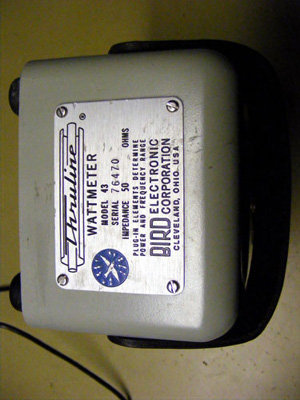 Thruline ®
WATTMETER
MODEL 43
SERIAL 76470
IMPEDANCE 50 OHMS
PLUG-IN ELEMENTS DETERMINE
POWER AND FREQUENCY RANGE
BIRD ELECTRONIC
CORPORATION
CLEVELAND, OHIO, USA